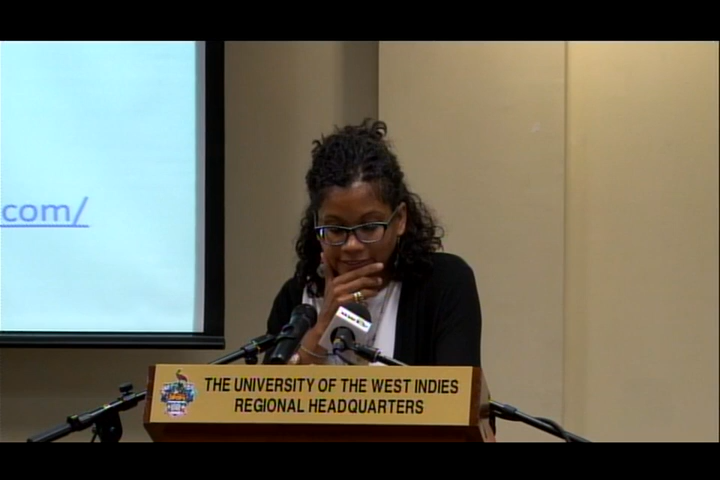 .com/
THE UNIVERSITY OF THE WEST INDIES
REGIONAL HEADQUARTERS